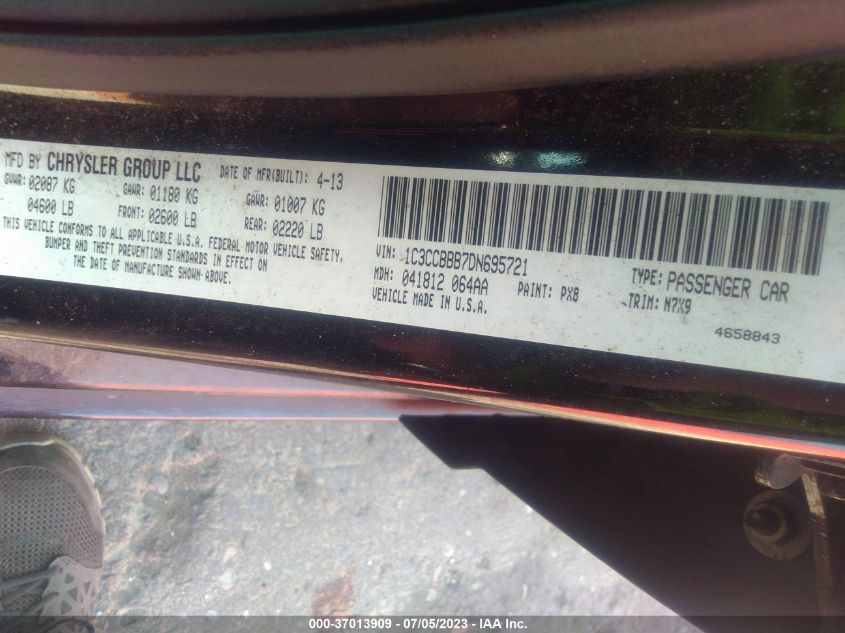 MFD BY CHRYSLER GROUP LLC DATE OF MFR(BUILT): 4-13
GVWR: 02087 KG GAWR: 01180 KG GAWR: 01007 KG
04600 LB FRONT: 02600 LB REAR: 02220 LB
THIS VEHICLE CONFORMS TO ALL APPLICABLE U.S.A. FEDERAL MOTOR VEHICLE SAFETY,
BUMPER AND THEFT PREVENTION STANDARDS IN EFFECT ON
THE DATE OF MANUFACTURE SHOWN ABOVE.
VIN: 1C3CCBBB7DN695721 TYPE: PASSENGER CAR
MDH: 041812 064AA PAINT: PX8 TRIM: N7X9
VEHICLE MADE IN U.S.A.
4658843
000-37013909 - 07/05/2023 - IAA Inc. - Copart USA